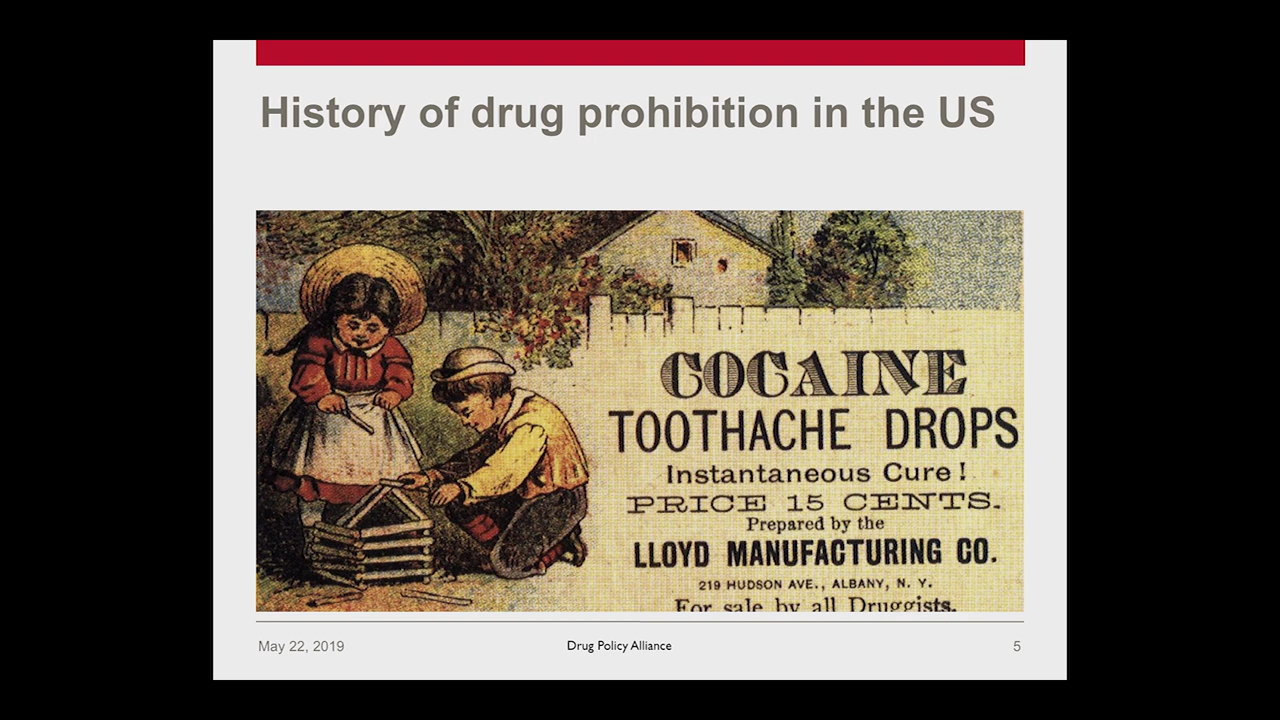 History of drug prohibition in the US
COCAINE
TOOTHACHE DROPS
Instantaneous Cure!
PRICE 15 CENTS.
Prepared by the
LLOYD MANUFACTURING CO.
219 HUDSON AVE., ALBANY, N. Y.
For sale by all Druggists.
May 22, 2019
Drug Policy Alliance
5